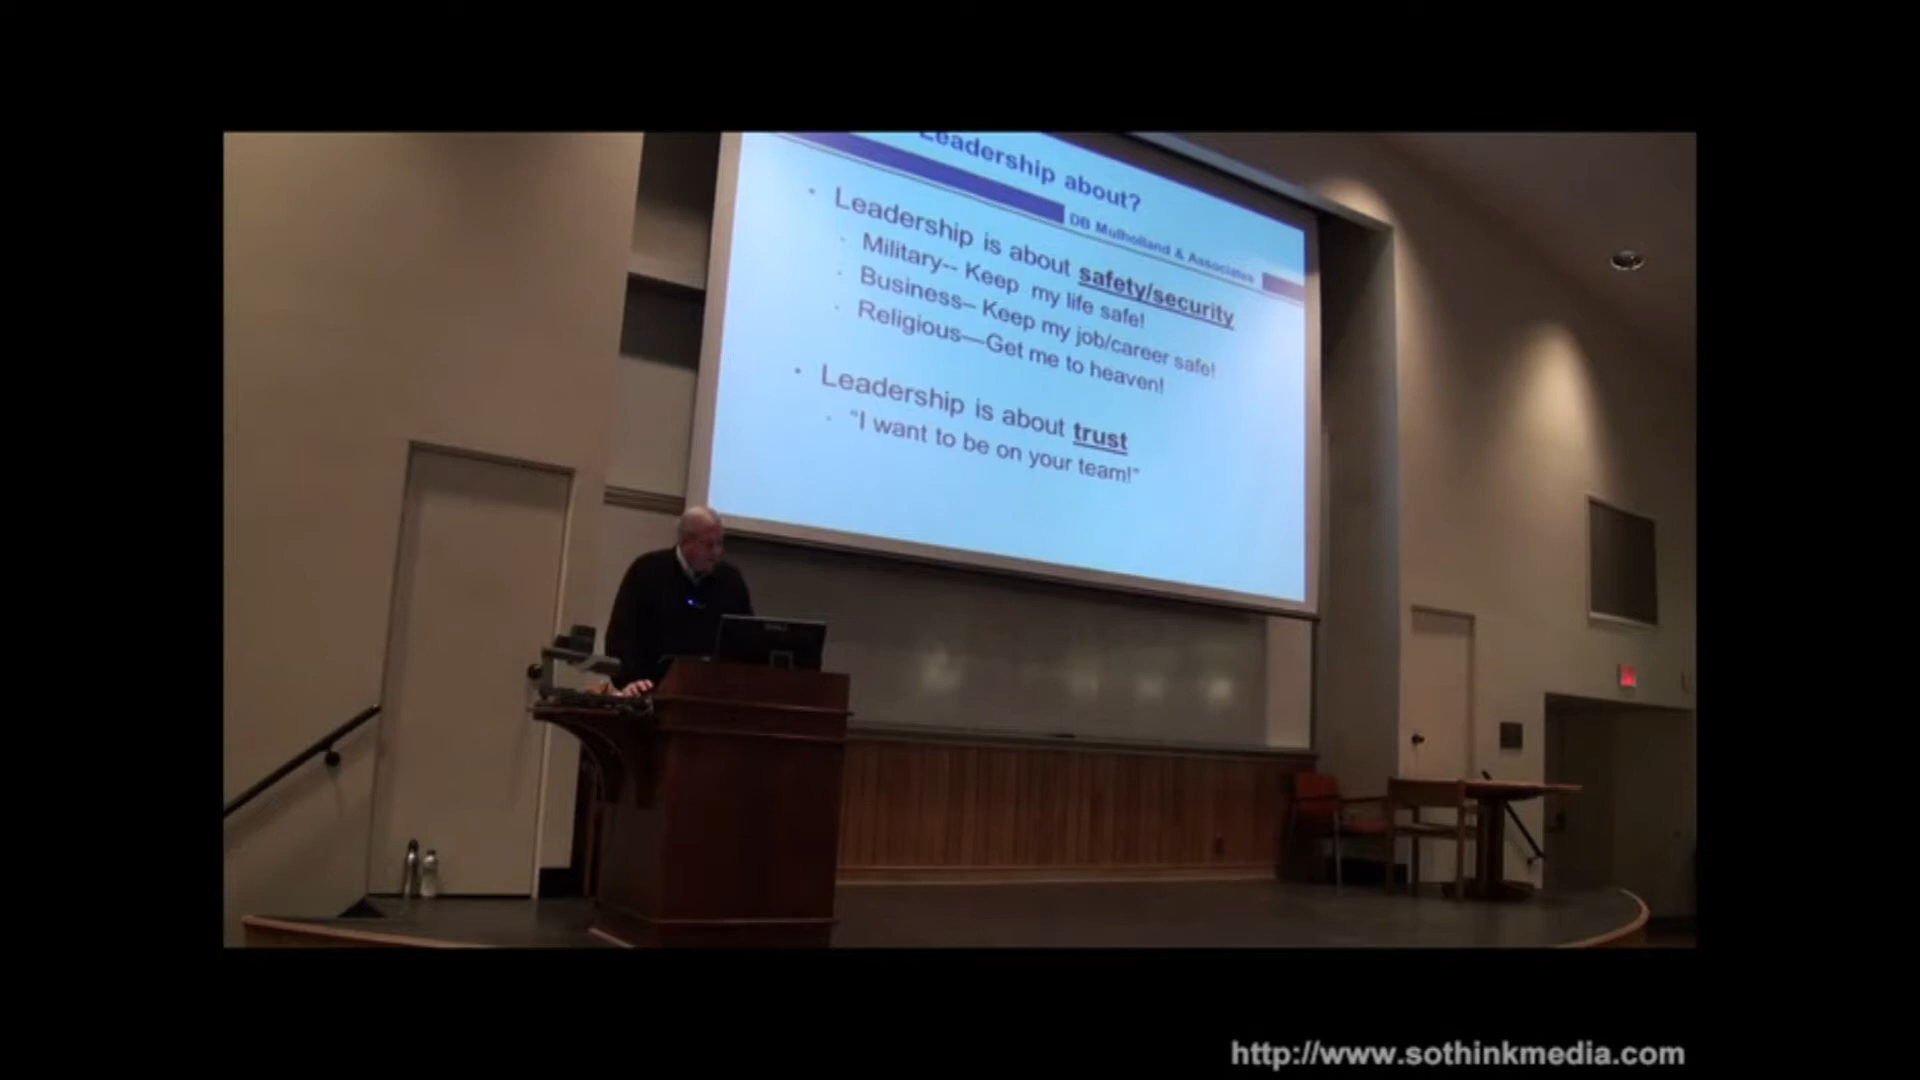 Leadership about?
DB Mulholland & Associates
• Leadership is about safety/security
• Military-- Keep my life safe!
• Business– Keep my job/career safe!
• Religious—Get me to heaven!
• Leadership is about trust
• "I want to be on your team!"
http://www.sothinkmedia.com